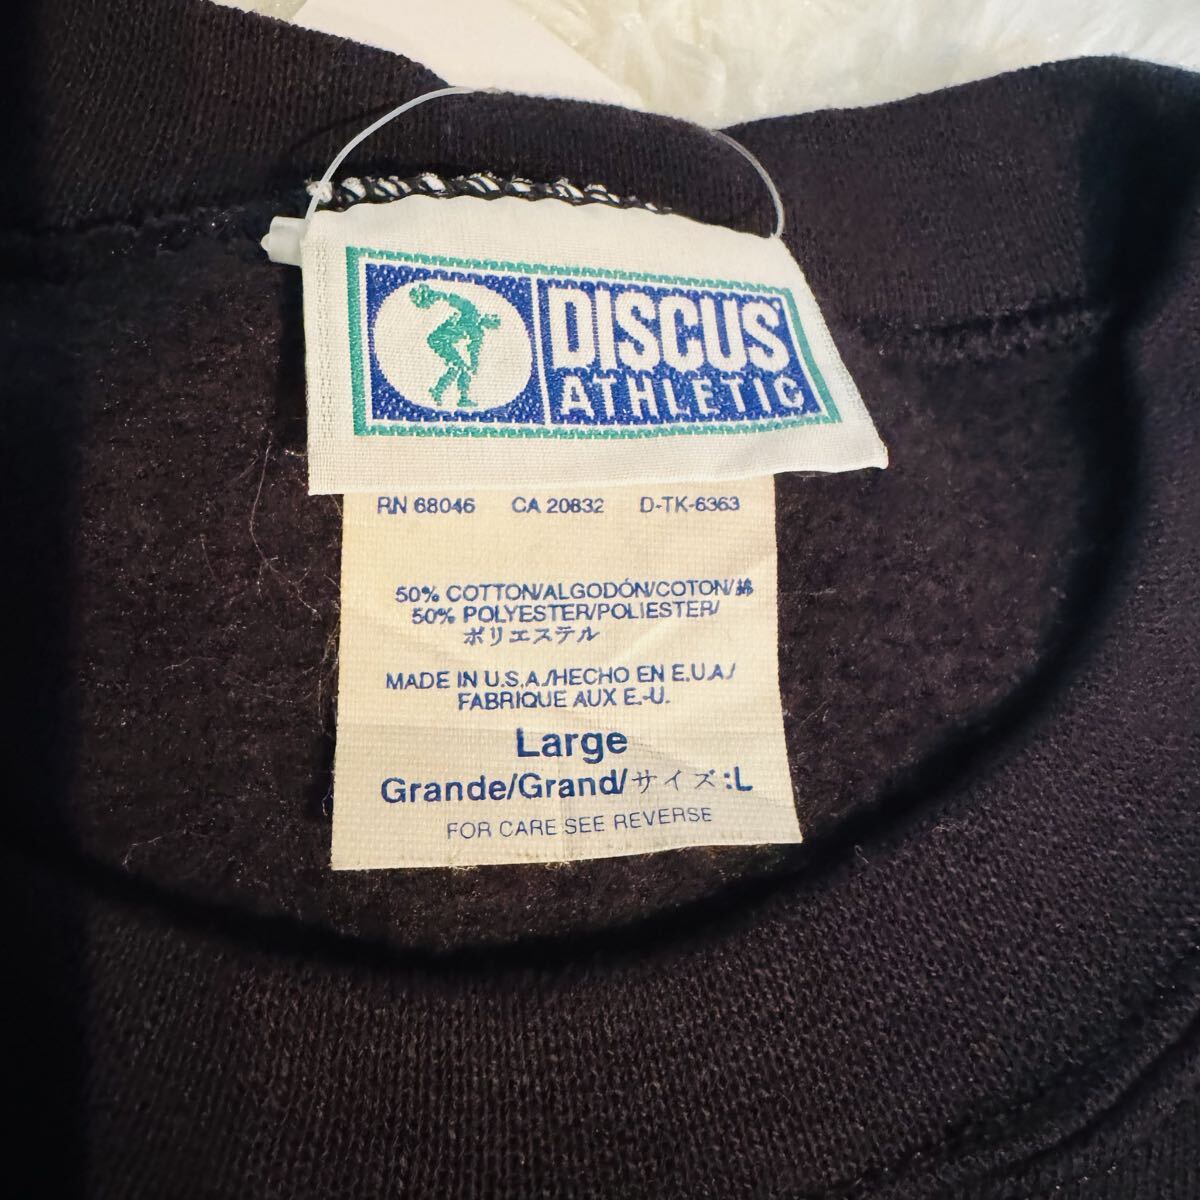 DISCUS
ATHLETIC
RN 68046 CA 20832 D-TK-6363
50% COTTON/ALGODÓN/COTON/綿
50% POLYESTER/POLIESTER/
ポリエステル
MADE IN U.S.A./HECHO EN E.U.A./
FABRIQUE AUX E.-U.
Large
Grande/Grand/サイズ:L
FOR CARE SEE REVERSE